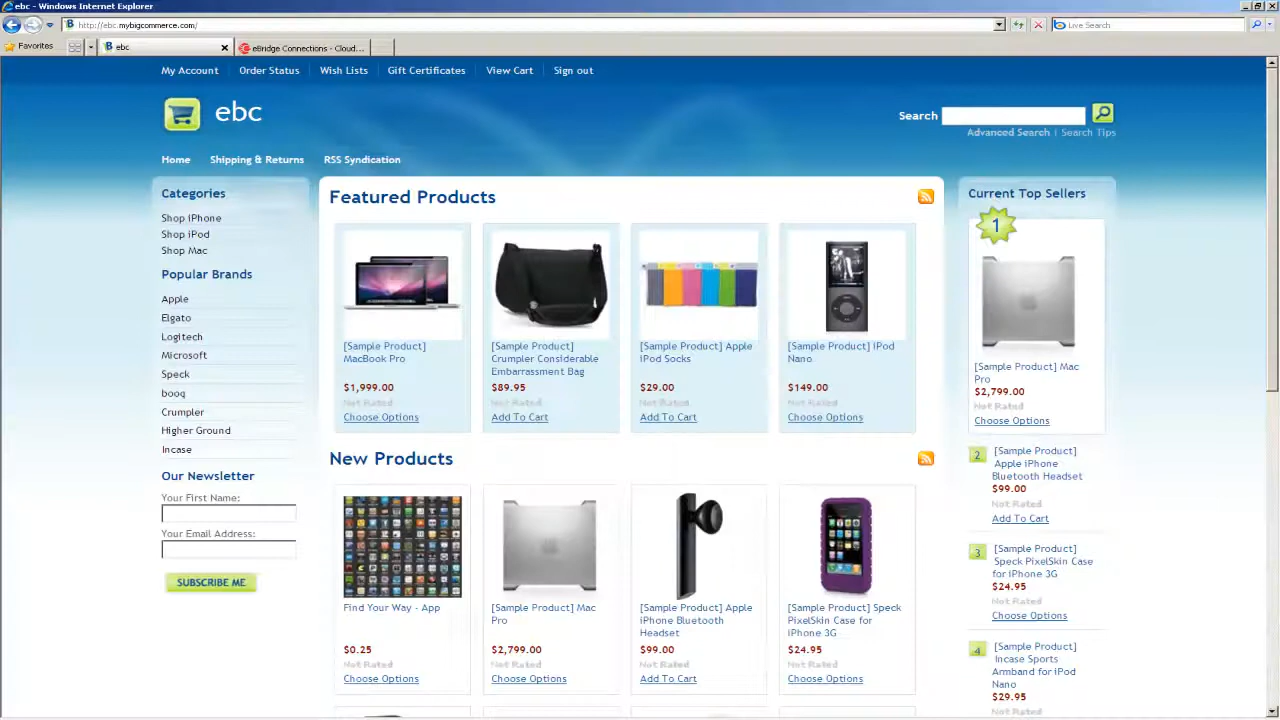 ebc - Windows Internet Explorer
http://ebc.mybigcommerce.com/
Live Search
Favorites
ebc
eBridge Connections - Cloud...
My Account
Order Status
Wish Lists
Gift Certificates
View Cart
Sign out
ebc
Search
Advanced Search | Search Tips
Home
Shipping & Returns
RSS Syndication
Categories
Shop iPhone
Shop iPod
Shop Mac
Popular Brands
Apple
Elgato
Logitech
Microsoft
Speck
booq
Crumpler
Higher Ground
Incase
Our Newsletter
Your First Name:
Your Email Address:
SUBSCRIBE ME
Featured Products
[Sample Product]
MacBook Pro
$1,999.00
Not Rated
Choose Options
[Sample Product]
Crumpler Considerable
Embarrassment Bag
$89.95
Not Rated
Add To Cart
[Sample Product] Apple
iPod Socks
$29.00
Not Rated
Add To Cart
[Sample Product] iPod
Nano
$149.00
Not Rated
Choose Options
New Products
Find Your Way - App
$0.25
Not Rated
Choose Options
[Sample Product] Mac
Pro
$2,799.00
Not Rated
Choose Options
[Sample Product] Apple
iPhone Bluetooth
Headset
$99.00
Not Rated
Add To Cart
[Sample Product] Speck
PixelSkin Case for
iPhone 3G
$24.95
Not Rated
Choose Options
Current Top Sellers
1
[Sample Product] Mac
Pro
$2,799.00
Not Rated
Choose Options
2
[Sample Product]
Apple iPhone
Bluetooth Headset
$99.00
Not Rated
Add To Cart
3
[Sample Product]
Speck PixelSkin Case
for iPhone 3G
$24.95
Not Rated
Choose Options
4
[Sample Product]
Incase Sports
Armband for iPod
Nano
$29.95
Not Rated